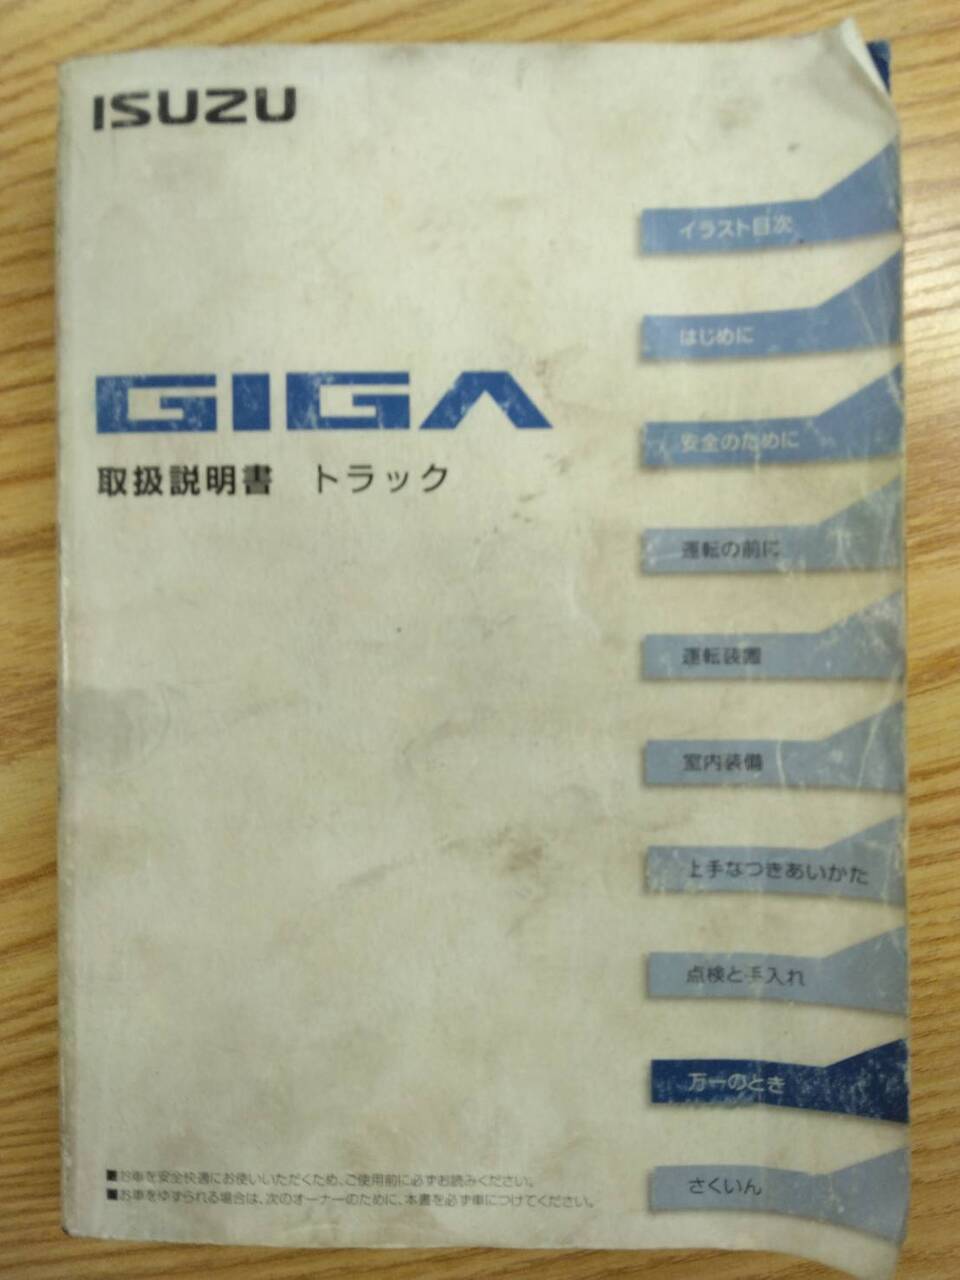 ISUZU
GIGA
取扱説明書 トラック
イラスト目次
はじめに
安全のために
運転の前に
運転装置
室内装備
上手なつきあいかた
点検と手入れ
万一のとき
さくいん
■お車を安全快適にお使いいただくため、ご使用前に必ずお読みください。
■お車をゆずられる場合は、次のオーナーのために、本書を必ず車につけてください。